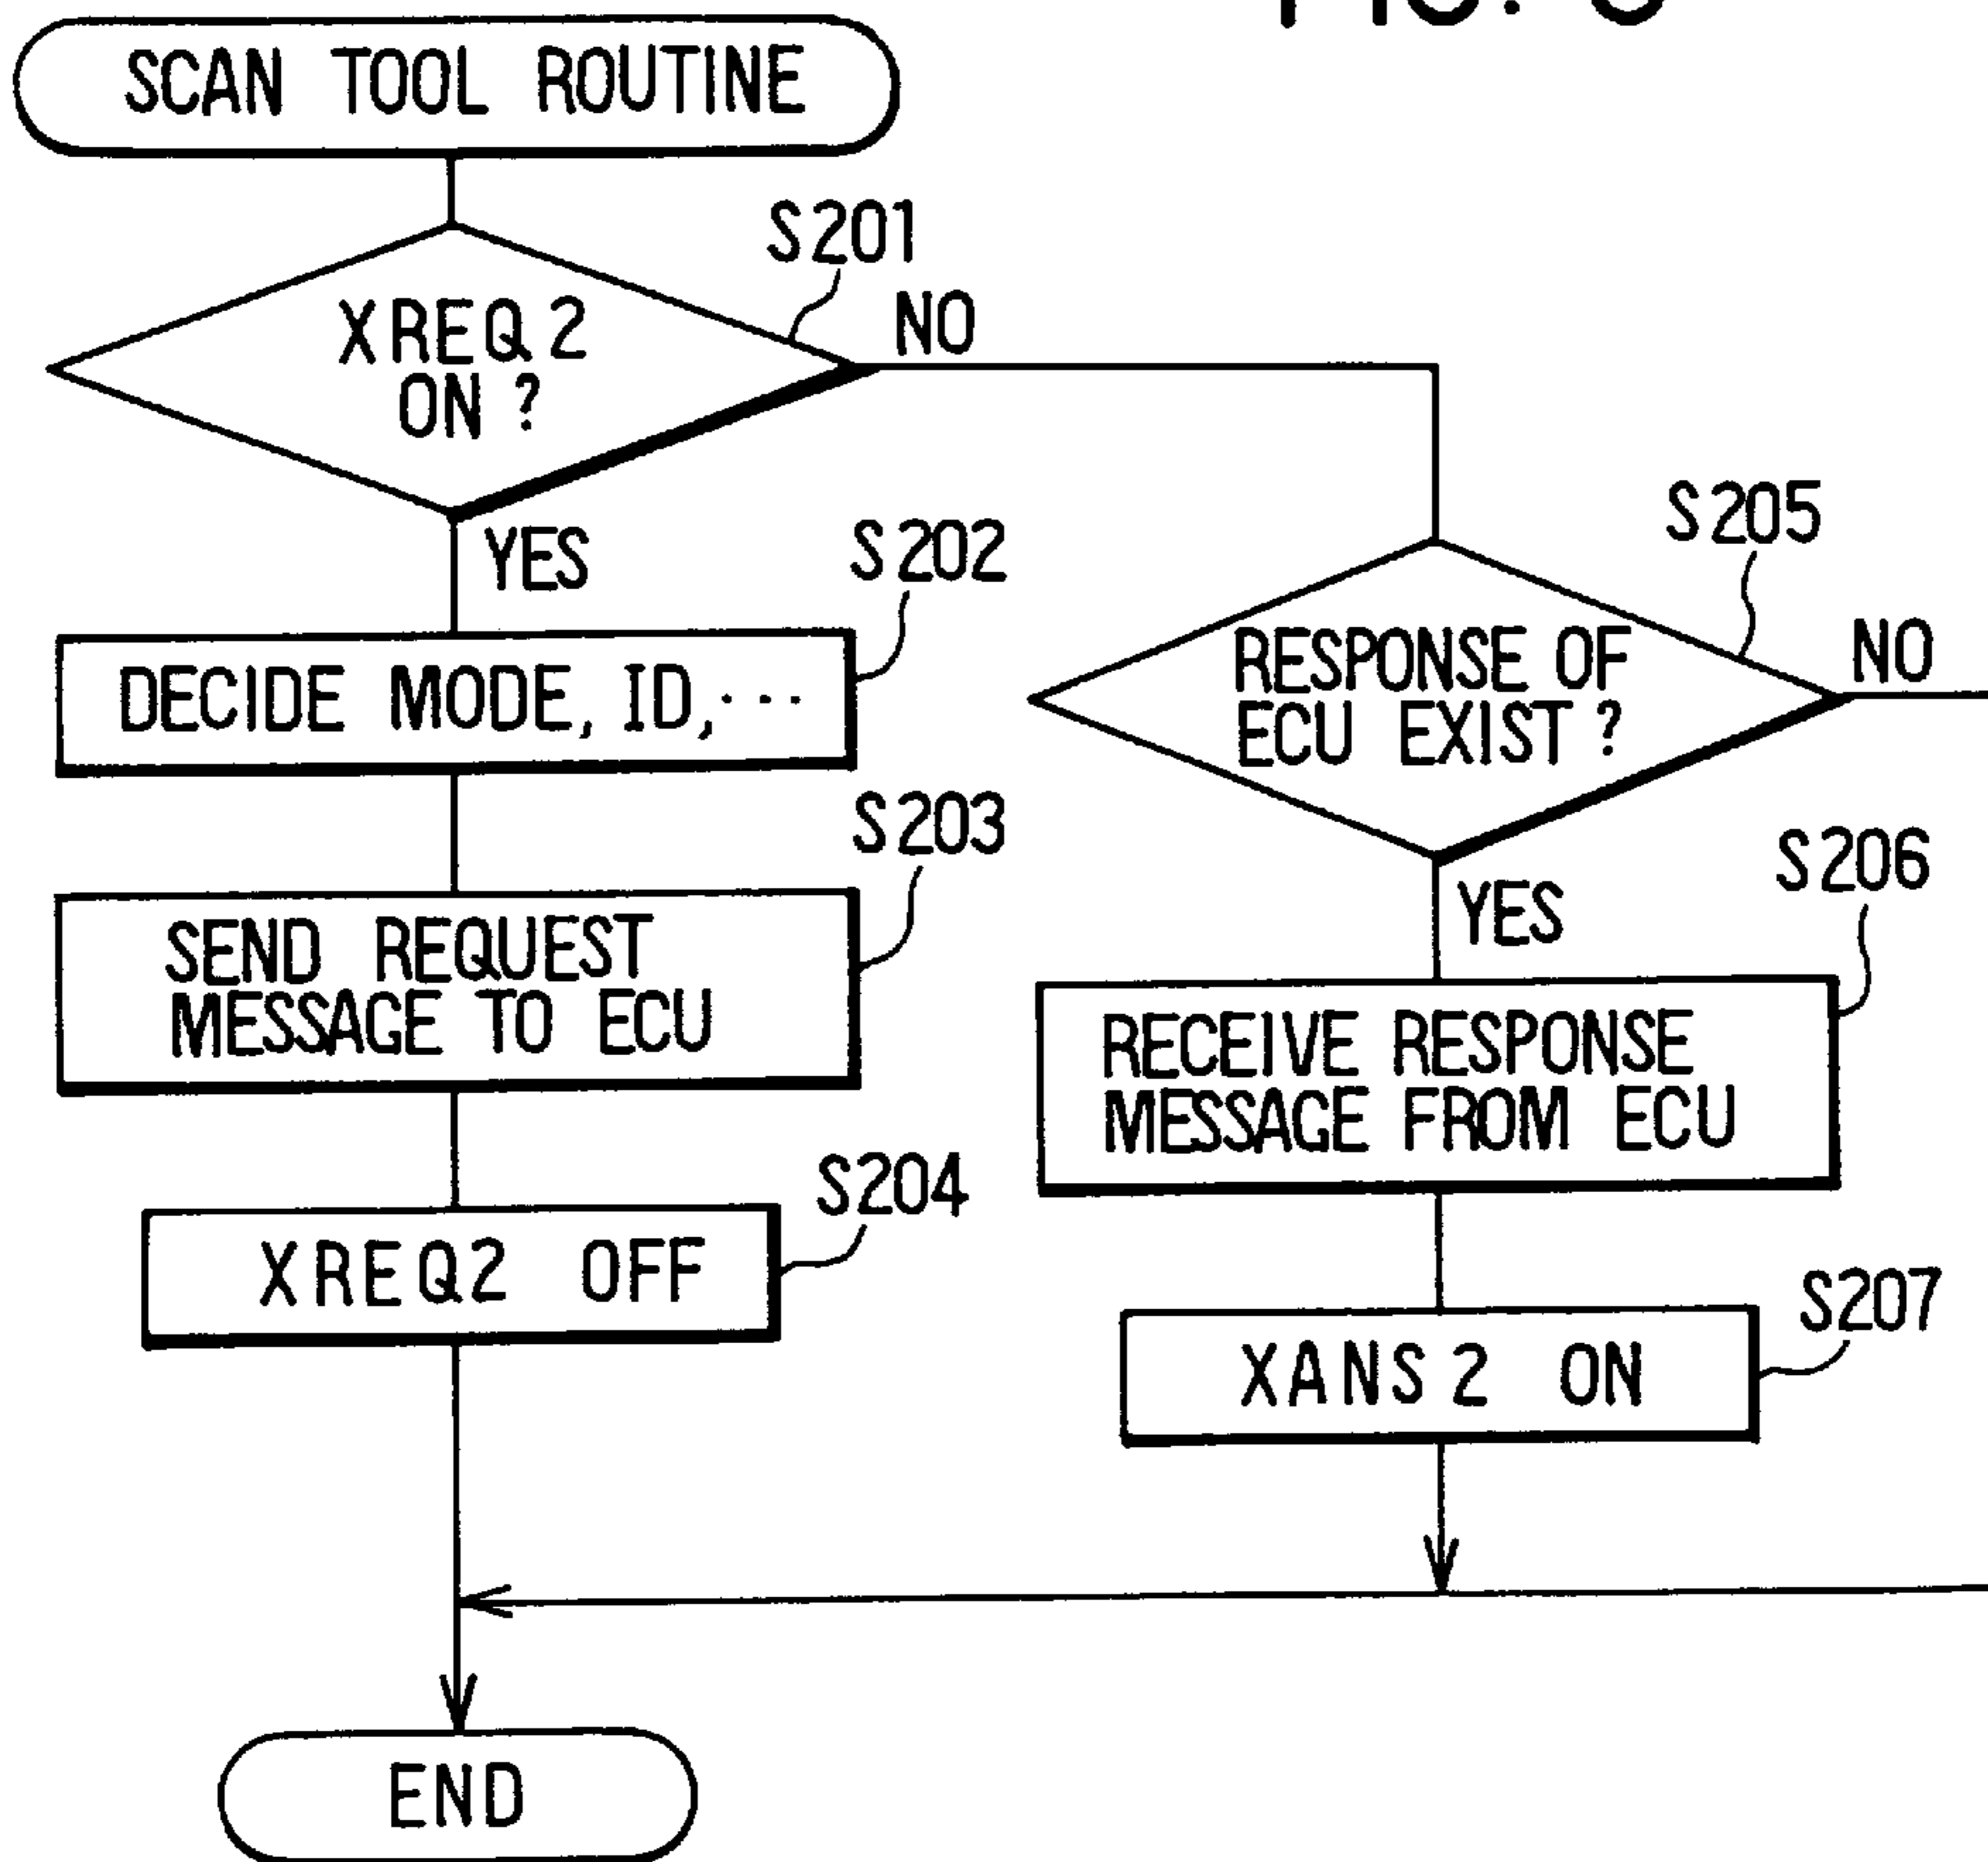 SCAN TOOL ROUTINE
S201
XREQ2
ON?
NO
YES
S202
DECIDE MODE, ID, ···
S203
SEND REQUEST
MESSAGE TO ECU
S204
XREQ2 OFF
S205
RESPONSE OF
ECU EXIST?
NO
YES
S206
RECEIVE RESPONSE
MESSAGE FROM ECU
S207
XANS2 ON
END